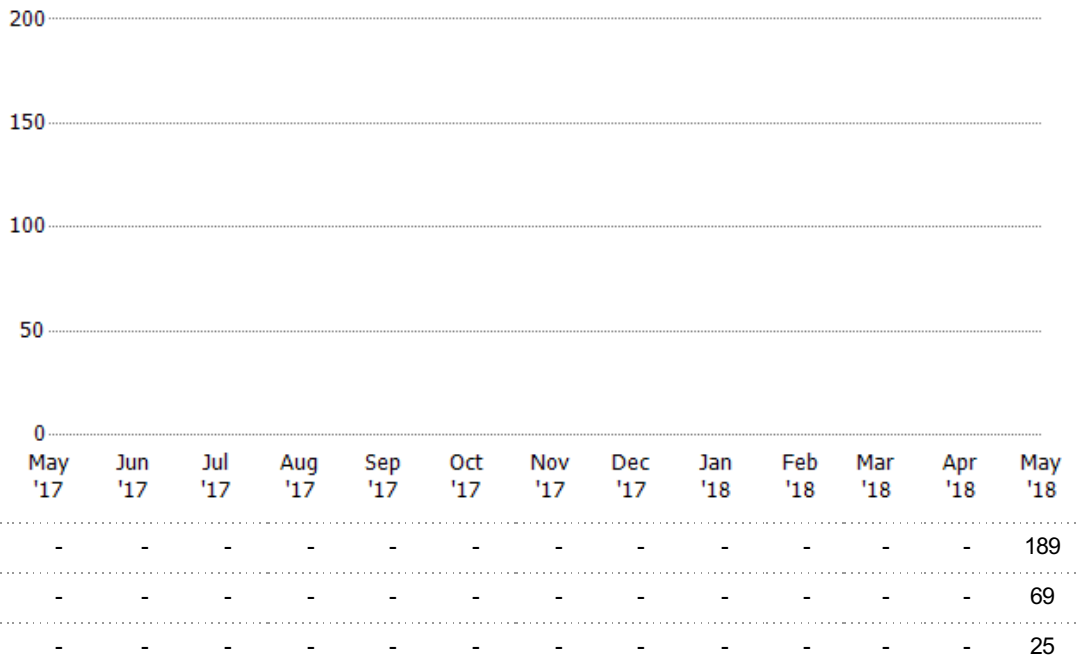 200
150
100
50
0
May Jun Jul Aug Sep Oct Nov Dec Jan Feb Mar Apr May
'17 '17 '17 '17 '17 '17 '17 '17 '18 '18 '18 '18 '18
- - - - - - - - - - - - 189
- - - - - - - - - - - - 69
- - - - - - - - - - - - 25